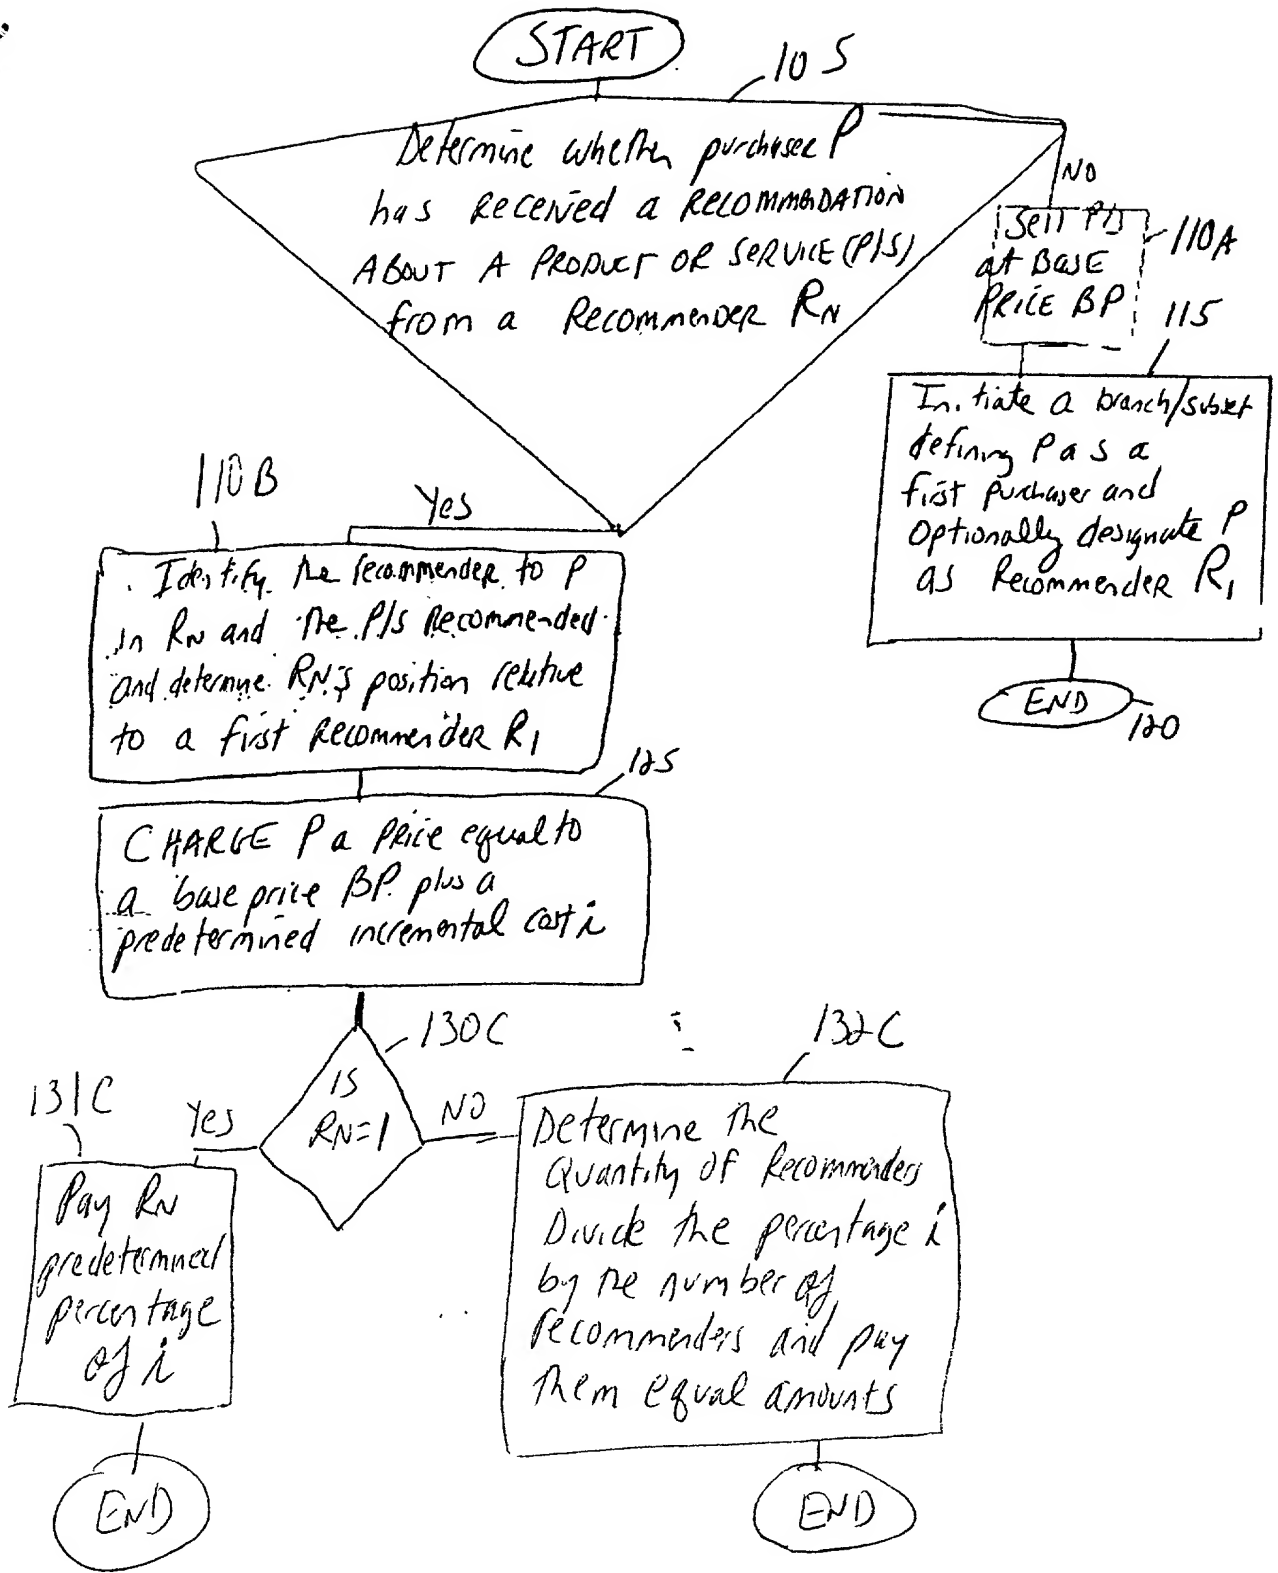 START
105
Determine whether purchaser P
has Received a RecommenDATION
ABOUT A PRODUCT OR SERVICE (P/S)
from a Recommender RN
NO
Sell P/S
at BASE
PRICE BP
110A
115
Initiate a branch/subset
defining P as a
first purchaser and
Optionally designate P
as Recommender R1
END
120
110B
Yes
Identify the recommender to P
in RN and the P/S Recommended
and determine RN's position relative
to a first Recommender R1
125
CHARGE P a PRICE equal to
a base price BP plus a
predetermined incremental cost i
130C
IS
RN=1
Yes
NO
131C
Pay RN
predetermined
percentage
of i
END
132C
Determine the
Quantity of Recommenders
Divide the percentage i
by the number of
recommenders and pay
them equal amounts
END